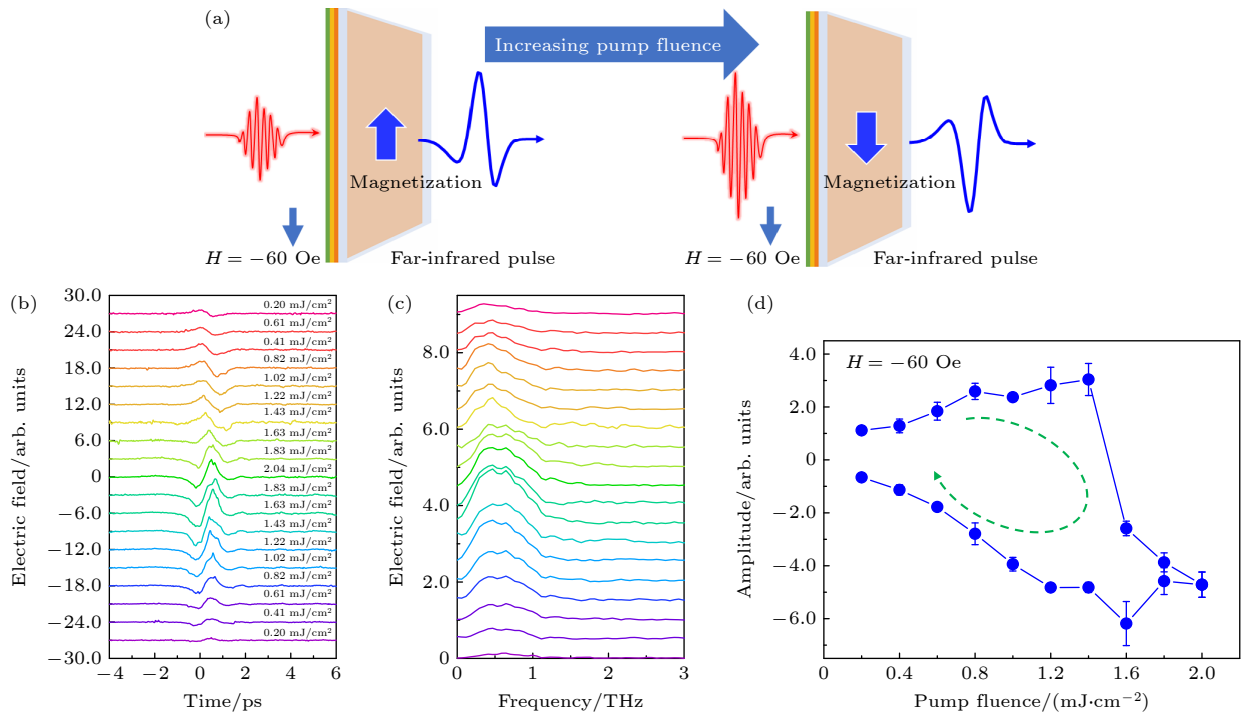 (a)
Increasing pump fluence
Magnetization
Magnetization
H = −60 Oe
Far-infrared pulse
H = −60 Oe
Far-infrared pulse
(b)
Electric field/arb. units
30.0
24.0
18.0
12.0
6.0
0
−6.0
−12.0
−18.0
−24.0
−30.0
0.20 mJ/cm²
0.61 mJ/cm²
0.41 mJ/cm²
0.82 mJ/cm²
1.02 mJ/cm²
1.22 mJ/cm²
1.43 mJ/cm²
1.63 mJ/cm²
1.83 mJ/cm²
2.04 mJ/cm²
1.83 mJ/cm²
1.63 mJ/cm²
1.43 mJ/cm²
1.22 mJ/cm²
1.02 mJ/cm²
0.82 mJ/cm²
0.61 mJ/cm²
0.41 mJ/cm²
0.20 mJ/cm²
−4 −2 0 2 4 6
Time/ps
(c)
Electric field/arb. units
8.0
6.0
4.0
2.0
0
0 1 2 3
Frequency/THz
(d)
H = −60 Oe
Amplitude/arb. units
4.0
2.0
0
−2.0
−4.0
−6.0
0 0.4 0.8 1.2 1.6 2.0
Pump fluence/(mJ·cm⁻²)